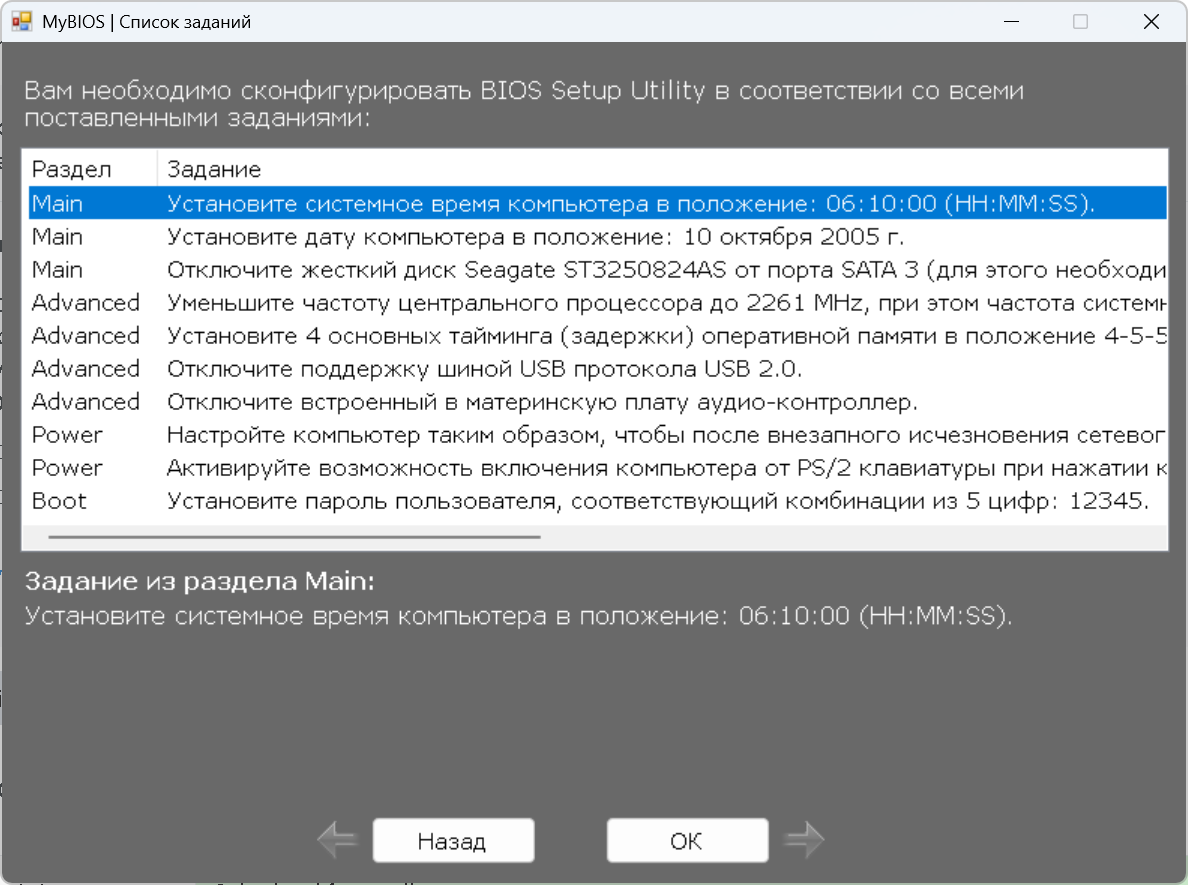 MyBIOS | Список заданий
Вам необходимо сконфигурировать BIOS Setup Utility в соответствии со всеми
поставленными заданиями:
Раздел Задание
Main Установите системное время компьютера в положение: 06:10:00 (HH:MM:SS).
Main Установите дату компьютера в положение: 10 октября 2005 г.
Main Отключите жесткий диск Seagate ST3250824AS от порта SATA 3 (для этого необходи
Advanced Уменьшите частоту центрального процессора до 2261 MHz, при этом частота систем
Advanced Установите 4 основных тайминга (задержки) оперативной памяти в положение 4-5-5
Advanced Отключите поддержку шиной USB протокола USB 2.0.
Advanced Отключите встроенный в материнскую плату аудио-контроллер.
Power Настройте компьютер таким образом, чтобы после внезапного исчезновения сетевог
Power Активируйте возможность включения компьютера от PS/2 клавиатуры при нажатии к
Boot Установите пароль пользователя, соответствующий комбинации из 5 цифр: 12345.
Задание из раздела Main:
Установите системное время компьютера в положение: 06:10:00 (HH:MM:SS).
Назад OK